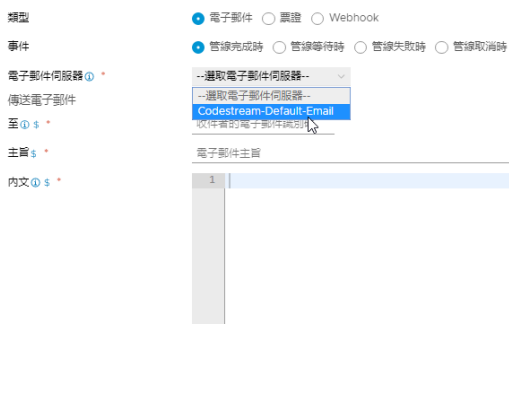 類型 電子郵件 票證 Webhook
事件 管線完成時 管線等待時 管線失敗時 管線取消時
電子郵件伺服器 * --選取電子郵件伺服器--
--選取電子郵件伺服器--
傳送電子郵件
Codestream-Default-Email
至 $ * 收件者的電子郵件識別碼
主旨 $ * 電子郵件主旨
內文 $ * 1